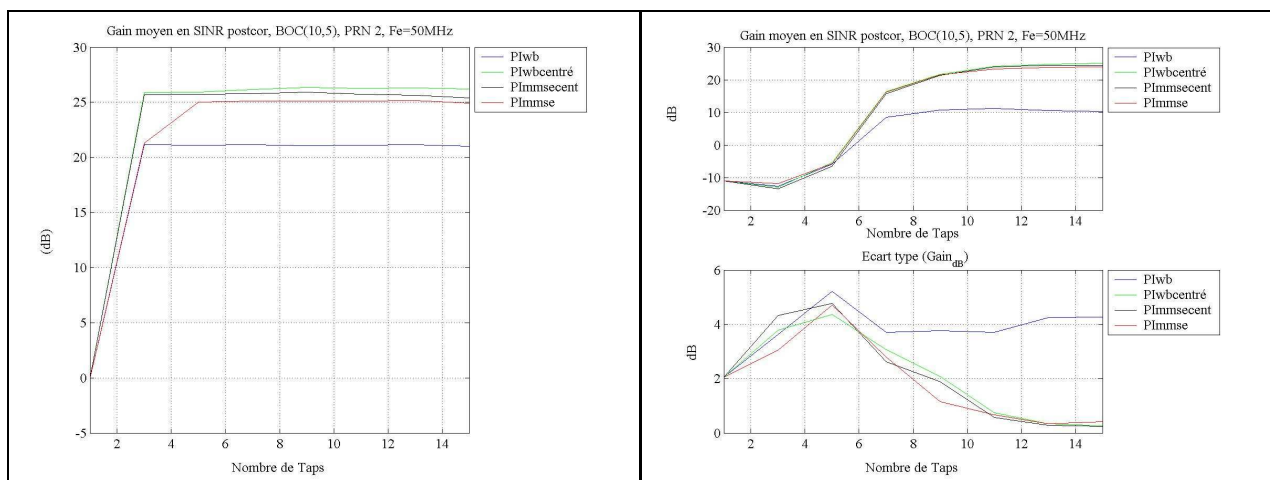 Gain moyen en SINR postcor, BOC(10,5), PRN 2, Fe=50MHz
30
25
20
15
10
5
0
-5
(dB)
2 4 6 8 10 12 14
Nombre de Taps
PIwb
PIwbcentré
PImmsecent
PImmse
Gain moyen en SINR postcor, BOC(10,5), PRN 2, Fe=50MHz
30
20
10
0
-10
-20
dB
2 4 6 8 10 12 14
Nombre de Taps
PIwb
PIwbcentré
PImmsecent
PImmse
Ecart type (Gain dB)
6
4
2
0
dB
2 4 6 8 10 12 14
Nombre de Taps
PIwb
PIwbcentré
PImmsecent
PImmse